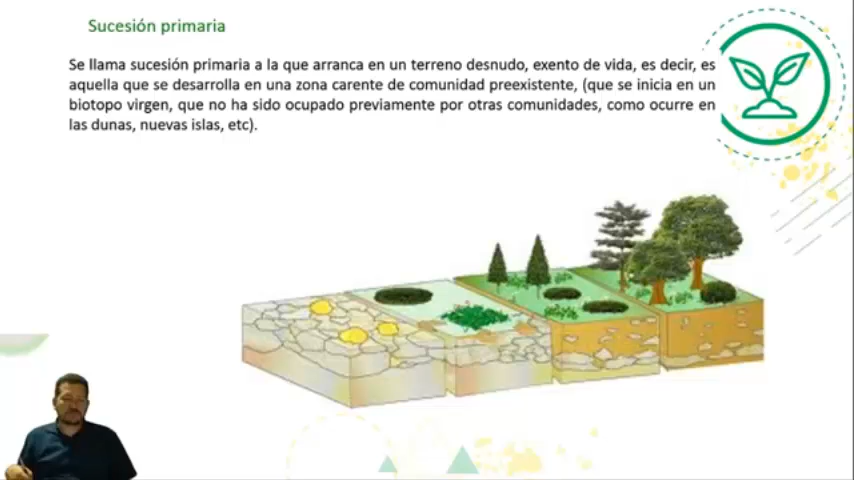 Sucesión primaria
Se llama sucesión primaria a la que arranca en un terreno desnudo, exento de vida, es decir, es
aquella que se desarrolla en una zona carente de comunidad preexistente, (que se inicia en un
biotopo virgen, que no ha sido ocupado previamente por otras comunidades, como ocurre en
las dunas, nuevas islas, etc).